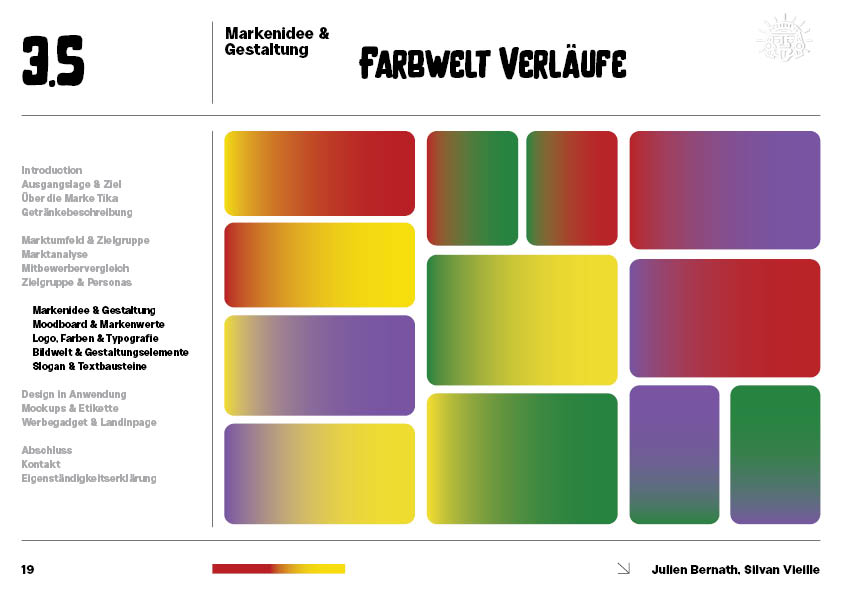 3.5
Markenidee &
Gestaltung
Farbwelt Verläufe
Introduction
Ausgangslage & Ziel
Über die Marke Tika
Getränkebeschreibung
Marktumfeld & Zielgruppe
Marktanalyse
Mitbewerbervergleich
Zielgruppe & Personas
Markenidee & Gestaltung
Moodboard & Markenwerte
Logo, Farben & Typografie
Bildwelt & Gestaltungselemente
Slogan & Textbausteine
Design in Anwendung
Mockups & Etikette
Werbegadget & Landinpage
Abschluss
Kontakt
Eigenständigkeitserklärung
19
Julien Bernath, Silvan Vieille